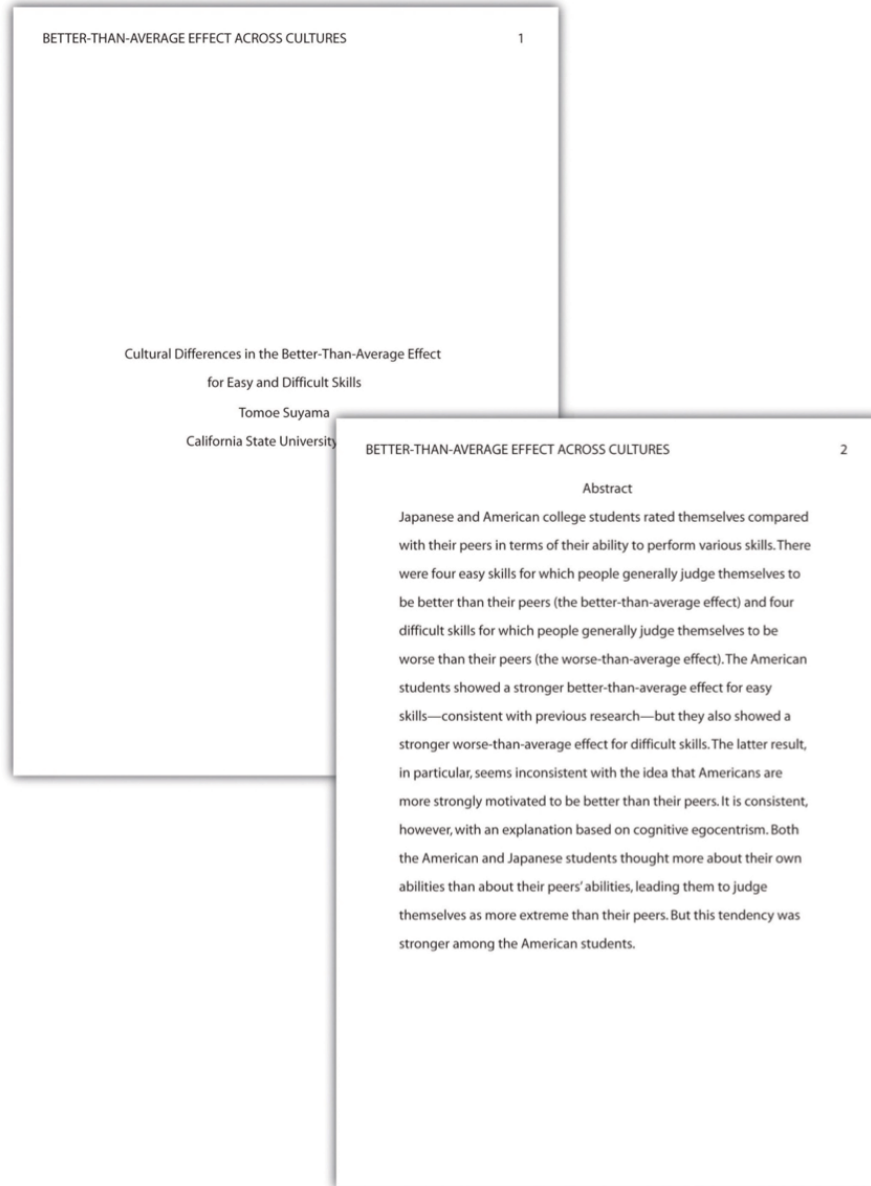 BETTER-THAN-AVERAGE EFFECT ACROSS CULTURES 1
Cultural Differences in the Better-Than-Average Effect
for Easy and Difficult Skills
Tomoe Suyama
California State University
BETTER-THAN-AVERAGE EFFECT ACROSS CULTURES 2
Abstract
Japanese and American college students rated themselves compared
with their peers in terms of their ability to perform various skills. There
were four easy skills for which people generally judge themselves to
be better than their peers (the better-than-average effect) and four
difficult skills for which people generally judge themselves to be
worse than their peers (the worse-than-average effect). The American
students showed a stronger better-than-average effect for easy
skills—consistent with previous research—but they also showed a
stronger worse-than-average effect for difficult skills. The latter result,
in particular, seems inconsistent with the idea that Americans are
more strongly motivated to be better than their peers. It is consistent,
however, with an explanation based on cognitive egocentrism. Both
the American and Japanese students thought more about their own
abilities than about their peers' abilities, leading them to judge
themselves as more extreme than their peers. But this tendency was
stronger among the American students.